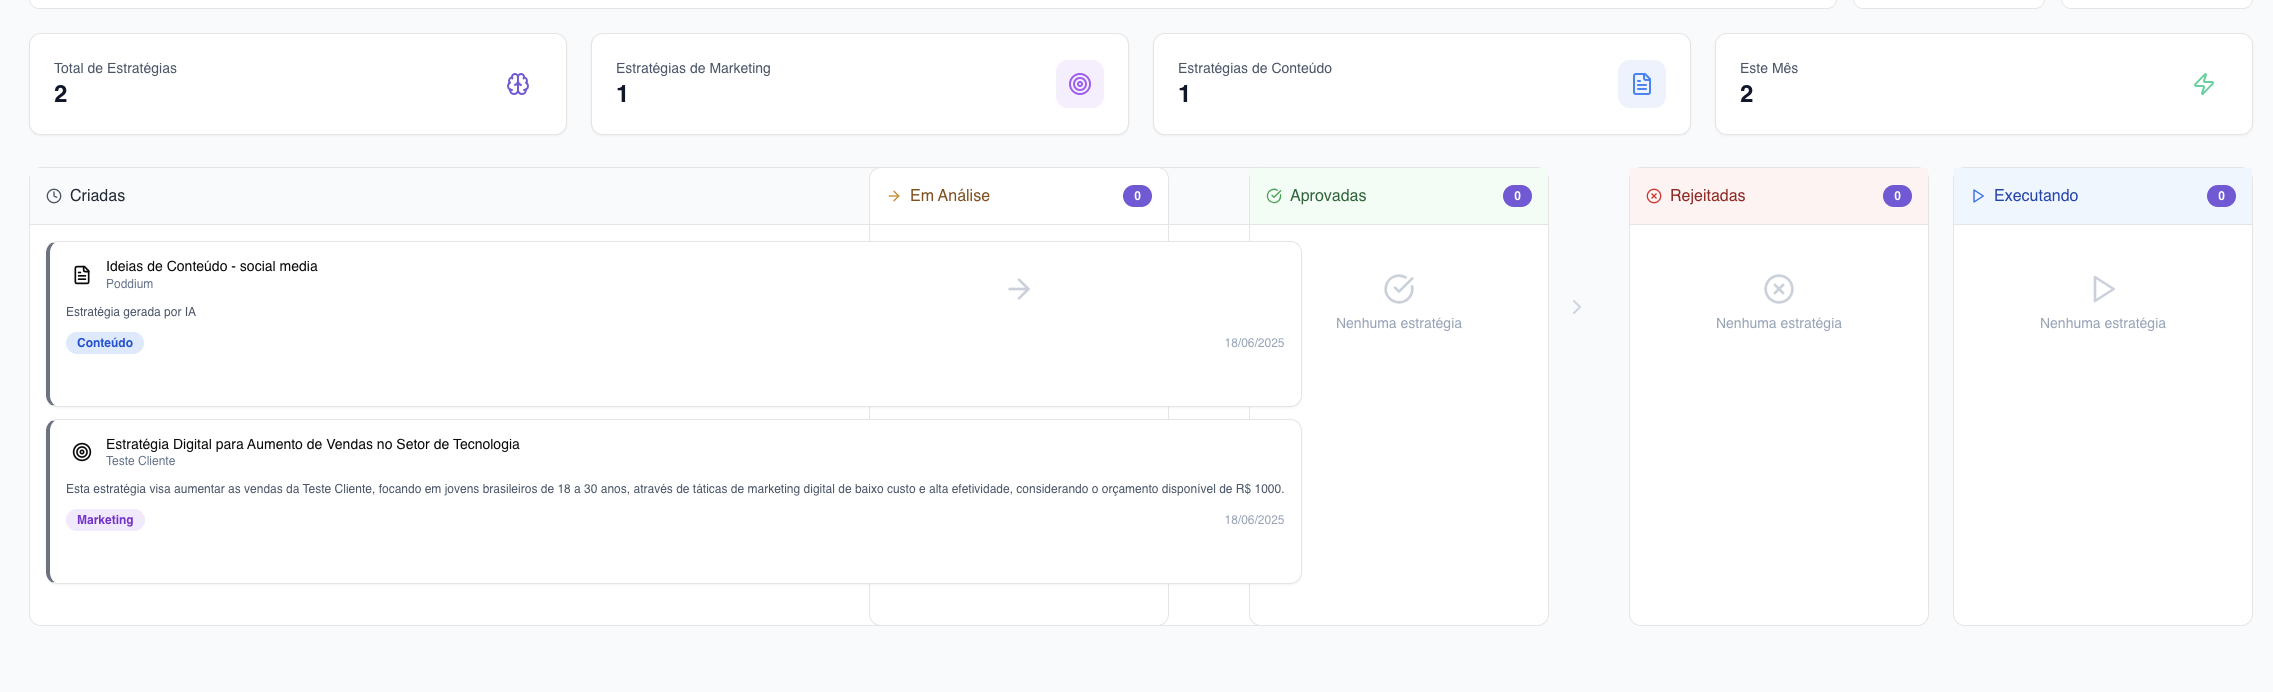 Total de Estratégias
2
Estratégias de Marketing
1
Estratégias de Conteúdo
1
Este Mês
2
Criadas
Em Análise
0
Aprovadas
0
Rejeitadas
0
Executando
0
Ideias de Conteúdo - social media
Poddium
Estratégia gerada por IA
Conteúdo
18/06/2025
Estratégia Digital para Aumento de Vendas no Setor de Tecnologia
Teste Cliente
Esta estratégia visa aumentar as vendas da Teste Cliente, focando em jovens brasileiros de 18 a 30 anos, através de táticas de marketing digital de baixo custo e alta efetividade, considerando o orçamento disponível de R$ 1000.
Marketing
18/06/2025
Nenhuma estratégia
Nenhuma estratégia
Nenhuma estratégia